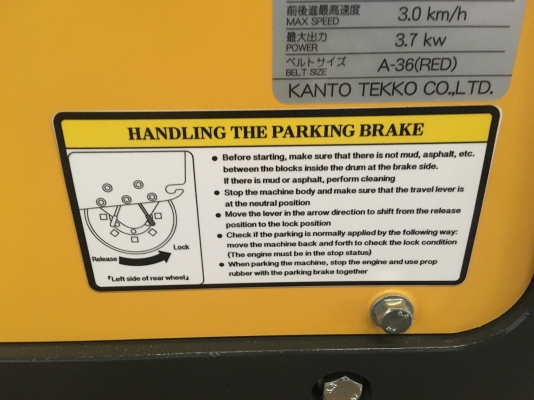 前後進最高速度
MAX SPEED
3.0 km/h
最大出力
POWER
3.7 kw
ベルトサイズ
BELT SIZE
A-36(RED)
KANTO TEKKO CO.,LTD.
HANDLING THE PARKING BRAKE
● Before starting, make sure that there is not mud, asphalt, etc.
between the blocks inside the drum at the brake side.
If there is mud or asphalt, perform cleaning
● Stop the machine body and make sure that the travel lever is
at the neutral position
● Move the lever in the arrow direction to shift from the release
position to the lock position
● Check if the parking is normally applied by the following way:
move the machine back and forth to check the lock condition
(The engine must be in the stop status)
● When parking the machine, stop the engine and use prop
rubber with the parking brake together
Release
Lock
「Left side of rear wheel」